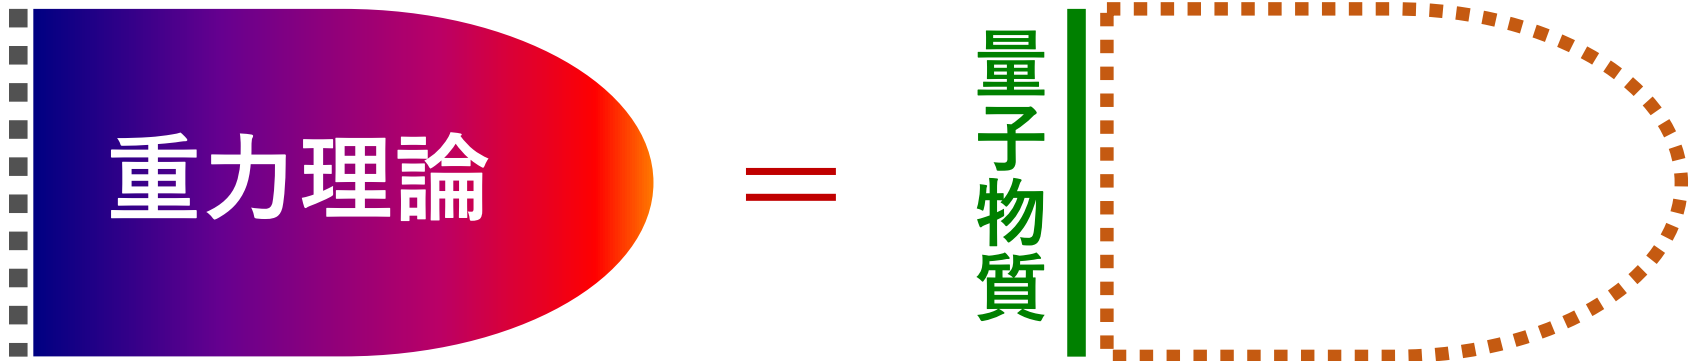 重力理論
=
量子物質